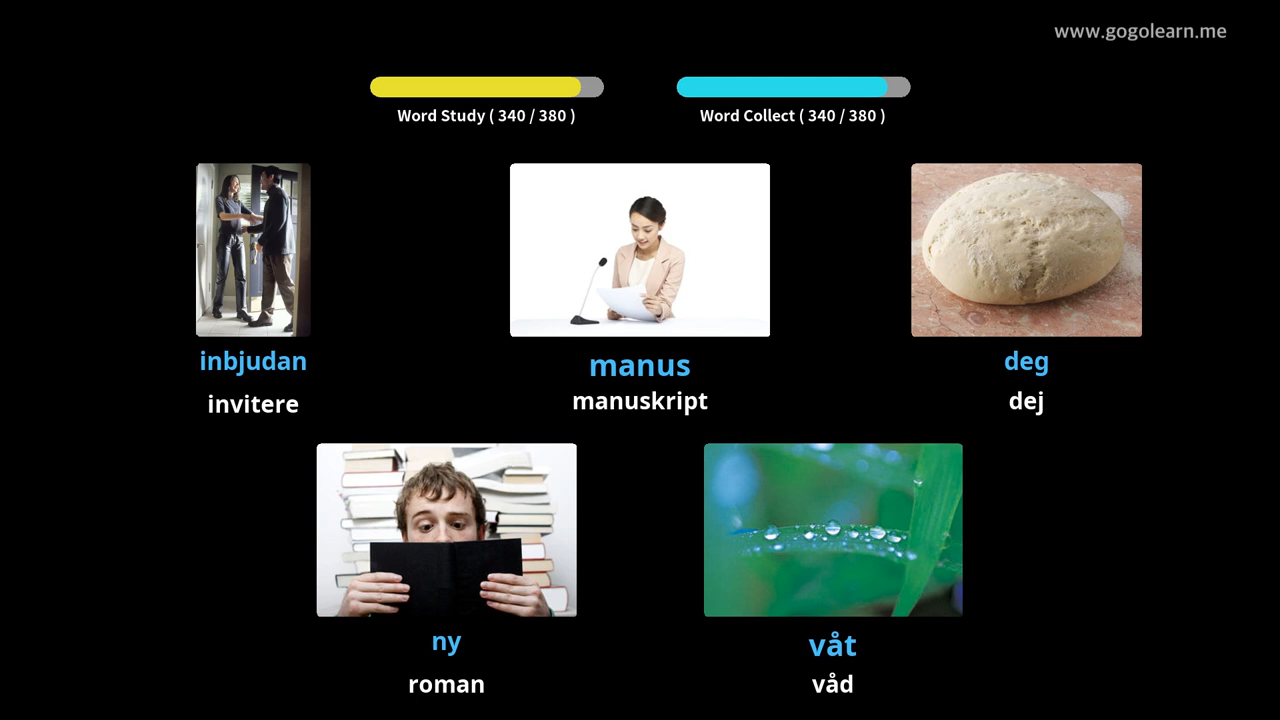 www.gogolearn.me
Word Study ( 340 / 380 )
Word Collect ( 340 / 380 )
inbjudan
invitere
manus
manuskript
deg
dej
ny
roman
våt
våd